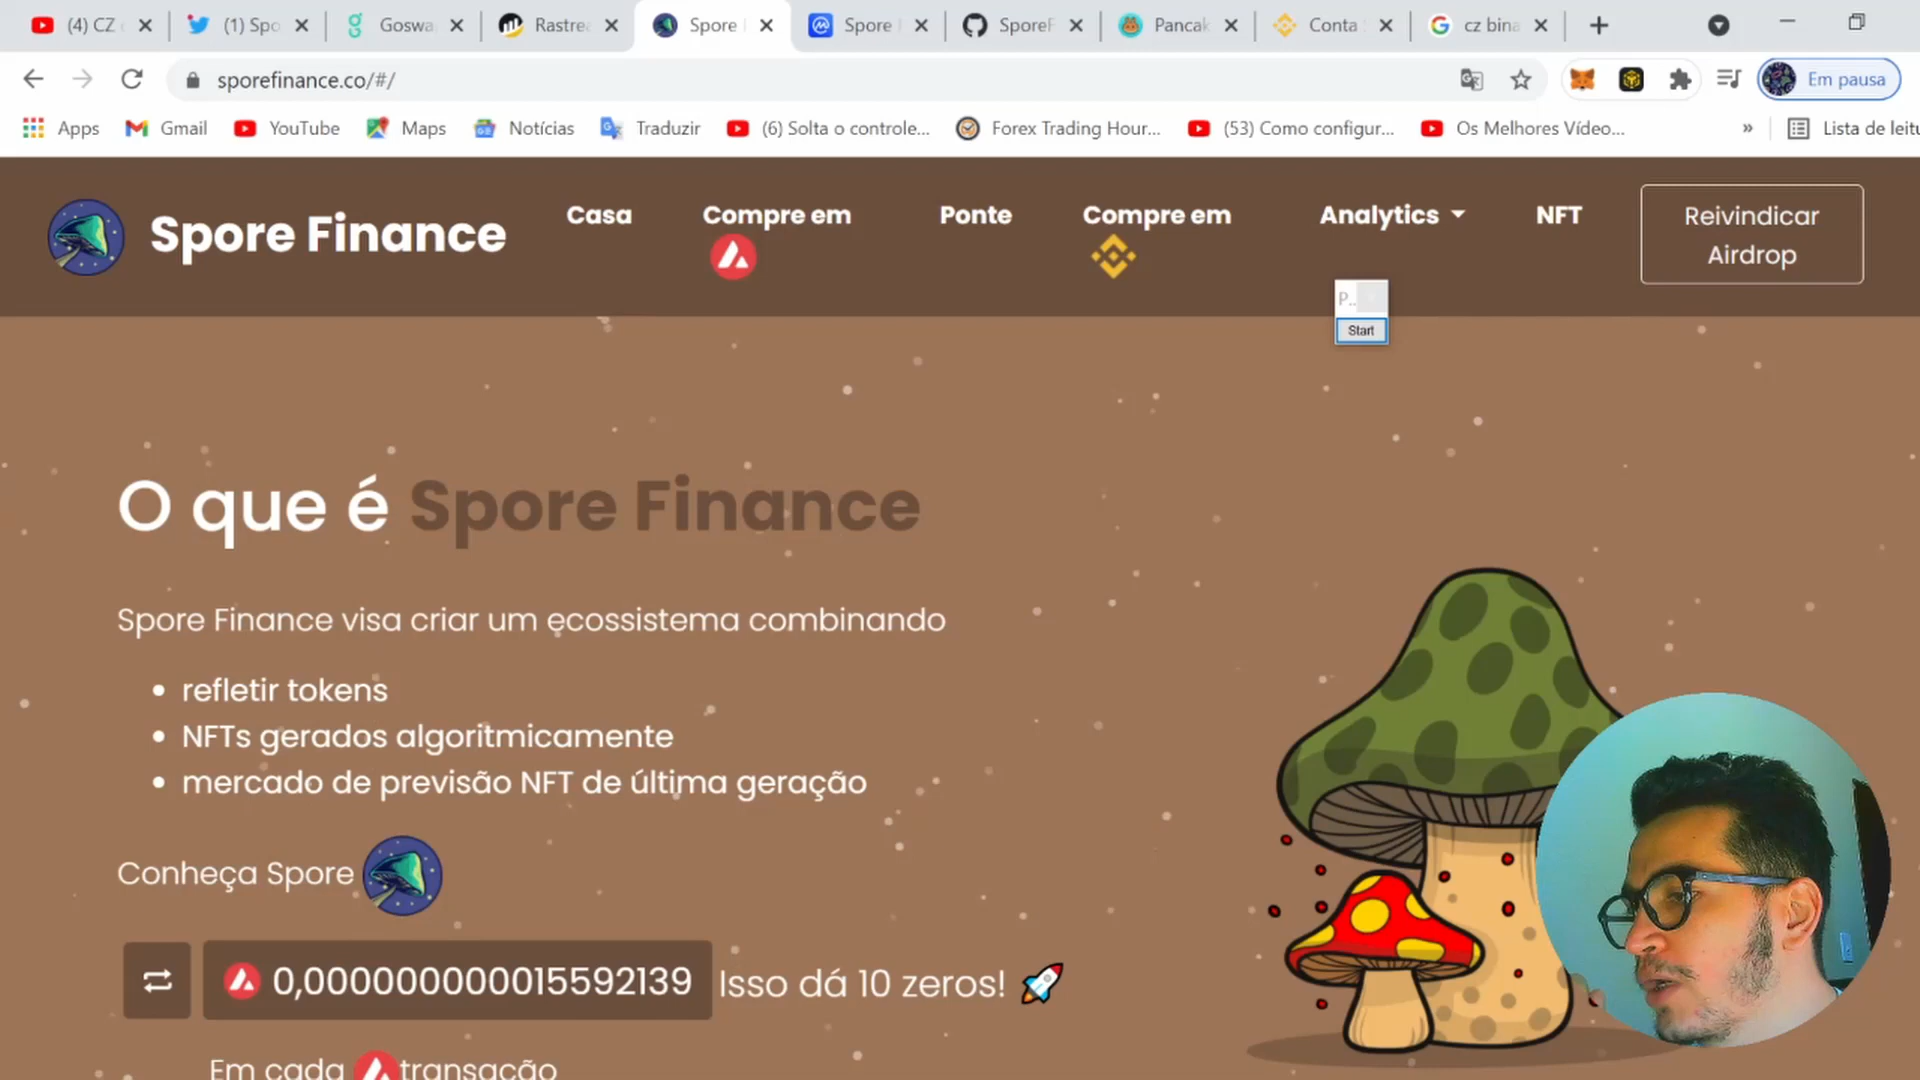 (4) CZ
(1) Spo
Goswa
Rastrea
Spore
Spore
SporeF
Pancak
Conta
cz bina
sporefinance.co/#/
Em pausa
Apps
Gmail
YouTube
Maps
Notícias
Traduzir
(6) Solta o controle...
Forex Trading Hour...
(53) Como configur...
Os Melhores Vídeo...
»
Lista de leitu
Spore Finance
Casa
Compre em
Ponte
Compre em
Analytics
NFT
Reivindicar
Airdrop
P..
Start
O que é Spore Finance
Spore Finance visa criar um ecossistema combinando
• refletir tokens
• NFTs gerados algoritmicamente
• mercado de previsão NFT de última geração
Conheça Spore
0,0000000000015592139 Isso dá 10 zeros! 🚀
Em cada transação